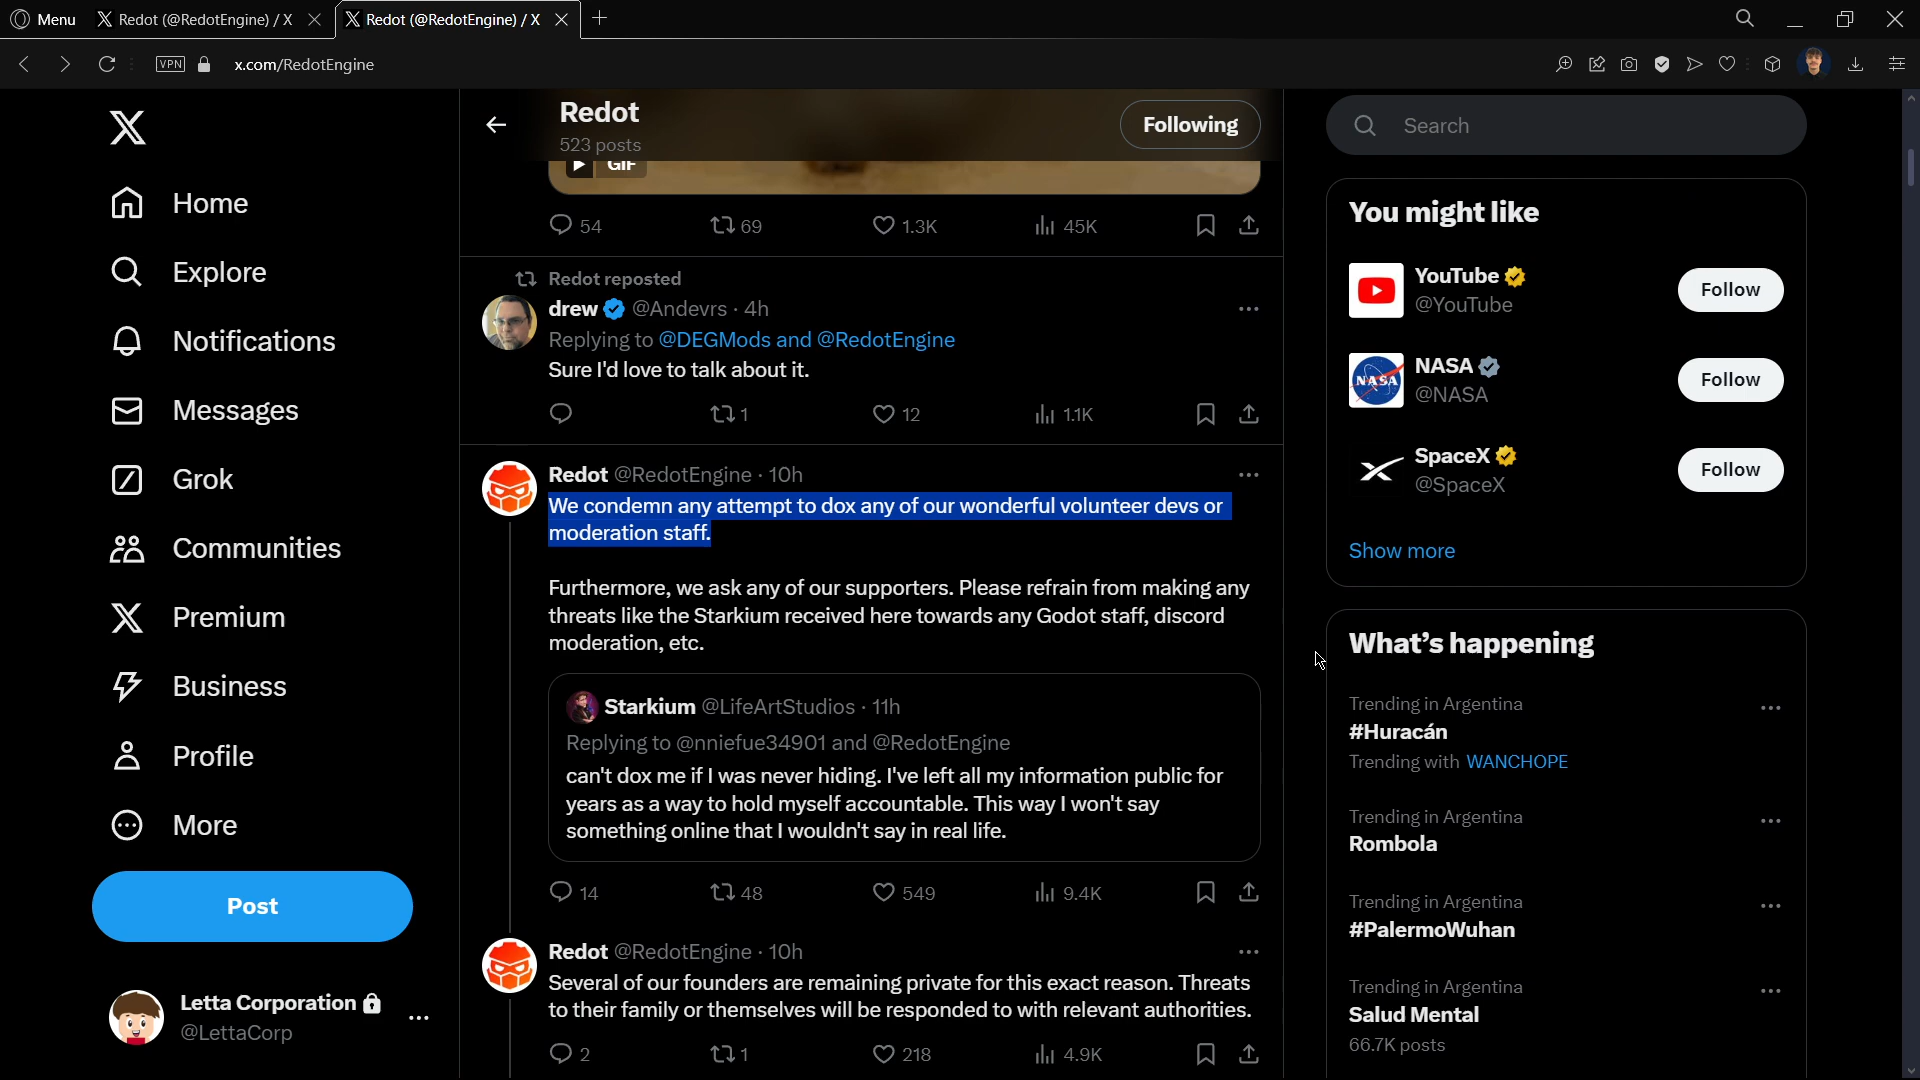 Menu
Redot (@RedotEngine) / X
Redot (@RedotEngine) / X
VPN
x.com/RedotEngine
Home
Explore
Notifications
Messages
Grok
Communities
Premium
Business
Profile
More
Post
Letta Corporation
@LettaCorp
Redot
523 posts
Following
GIF
54
69
1.3K
45K
Redot reposted
drew @Andevrs · 4h
Replying to @DEGMods and @RedotEngine
Sure I'd love to talk about it.
1
12
1.1K
Redot @RedotEngine · 10h
We condemn any attempt to dox any of our wonderful volunteer devs or
moderation staff.
Furthermore, we ask any of our supporters. Please refrain from making any
threats like the Starkium received here towards any Godot staff, discord
moderation, etc.
Starkium @LifeArtStudios · 11h
Replying to @nniefue34901 and @RedotEngine
can't dox me if I was never hiding. I've left all my information public for
years as a way to hold myself accountable. This way I won't say
something online that I wouldn't say in real life.
14
48
549
9.4K
Redot @RedotEngine · 10h
Several of our founders are remaining private for this exact reason. Threats
to their family or themselves will be responded to with relevant authorities.
2
1
218
4.9K
Search
You might like
YouTube
@YouTube
Follow
NASA
NASA
@NASA
Follow
SpaceX
@SpaceX
Follow
Show more
What's happening
Trending in Argentina
#Huracán
Trending with WANCHOPE
Trending in Argentina
Rombola
Trending in Argentina
#PalermoWuhan
Trending in Argentina
Salud Mental
66.7K posts